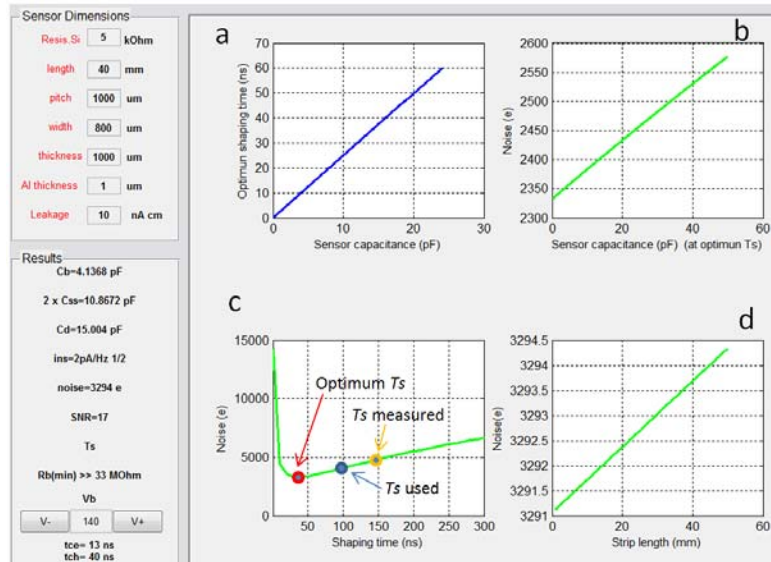 Sensor Dimensions
Resis.Si 5 kOhm
length 40 mm
pitch 1000 um
width 800 um
thickness 1000 um
Al thickness 1 um
Leakage 10 nA cm
Results
Cb=4.1368 pF
2 x Css=10.8672 pF
Cd=15.004 pF
ins=2pA/Hz 1/2
noise=3294 e
SNR=17
Ts
Rb(min) >> 33 MOhm
Vb
V- 140 V+
tce= 13 ns
tch= 40 ns
a
Optimun shaping time (ns)
70
60
50
40
30
20
10
0
0 10 20 30
Sensor capacitance (pF)
b
Noise (e)
2600
2550
2500
2450
2400
2350
2300
0 20 40 60
Sensor capacitance (pF) (at optimun Ts)
c
Noise (e)
15000
10000
5000
0
Optimum Ts
Ts measured
Ts used
50 100 150 200 250 300
Shaping time (ns)
d
Noise(e)
3294.5
3294
3293.5
3293
3292.5
3292
3291.5
3291
0 20 40 60
Strip length (mm)